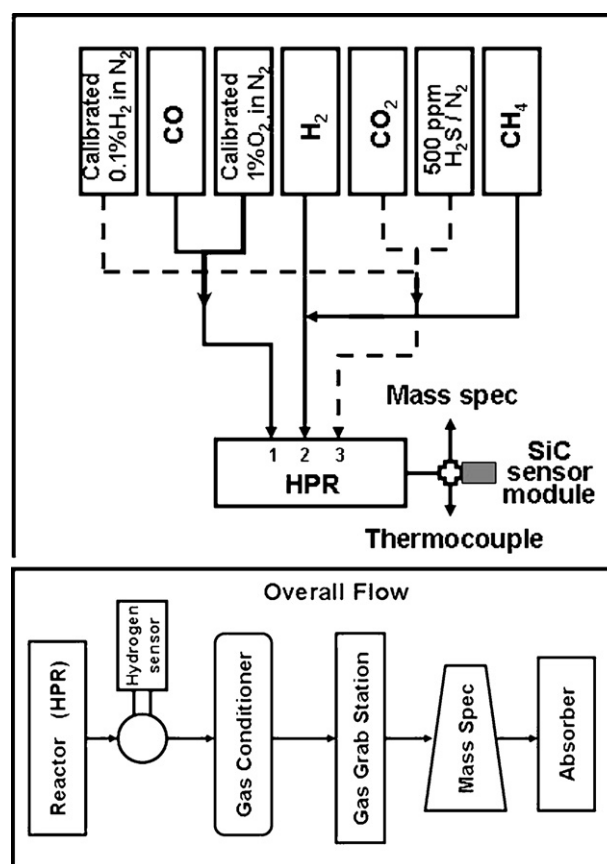 Calibrated
0.1%H₂ in N₂
CO
Calibrated
1%O₂, in N₂
H₂
CO₂
500 ppm
H₂S / N₂
CH₄
Mass spec
1 2 3
HPR
SiC
sensor
module
Thermocouple
Overall Flow
Reactor (HPR)
Hydrogen
sensor
Gas Conditioner
Gas Grab Station
Mass Spec
Absorber